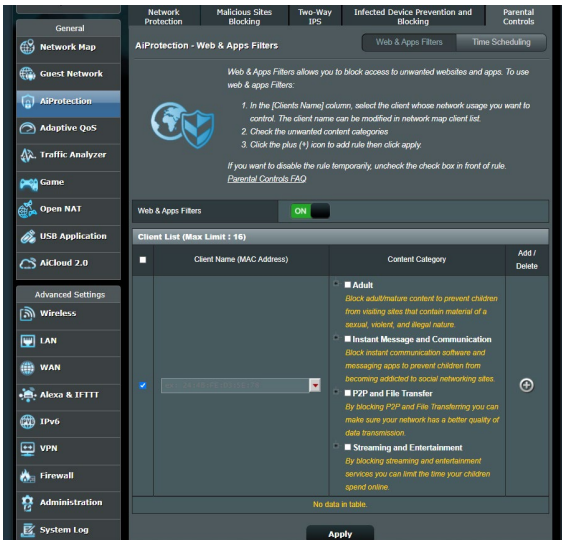 General
Network Map
Guest Network
AiProtection
Adaptive QoS
Traffic Analyzer
Game
Open NAT
USB Application
AiCloud 2.0
Advanced Settings
Wireless
LAN
WAN
Alexa & IFTTT
IPv6
VPN
Firewall
Administration
System Log
Network Protection
Malicious Sites Blocking
Two-Way IPS
Infected Device Prevention and Blocking
Parental Controls
AiProtection - Web & Apps Filters
Web & Apps Filters
Time Scheduling
Web & Apps Filters allows you to block access to unwanted websites and apps. To use
web & apps Filters:
1. In the [Clients Name] column, select the client whose network usage you want to
control. The client name can be modified in network map client list.
2. Check the unwanted content categories
3. Click the plus (+) icon to add rule then click apply.
If you want to disable the rule temporarily, uncheck the check box in front of rule.
Parental Controls FAQ
Web & Apps Filters
ON
Client List (Max Limit : 16)
Client Name (MAC Address)
Content Category
Add / Delete
Adult
Block adult/mature content to prevent children
from visiting sites that contain material of a
sexual, violent, and illegal nature.
Instant Message and Communication
Block instant communication software and
messaging apps to prevent children from
becoming addicted to social networking sites.
P2P and File Transfer
By blocking P2P and File Transferring you can
make sure your network has a better quality of
data transmission.
Streaming and Entertainment
By blocking streaming and entertainment
services you can limit the time your children
spend online.
No data in table.
Apply